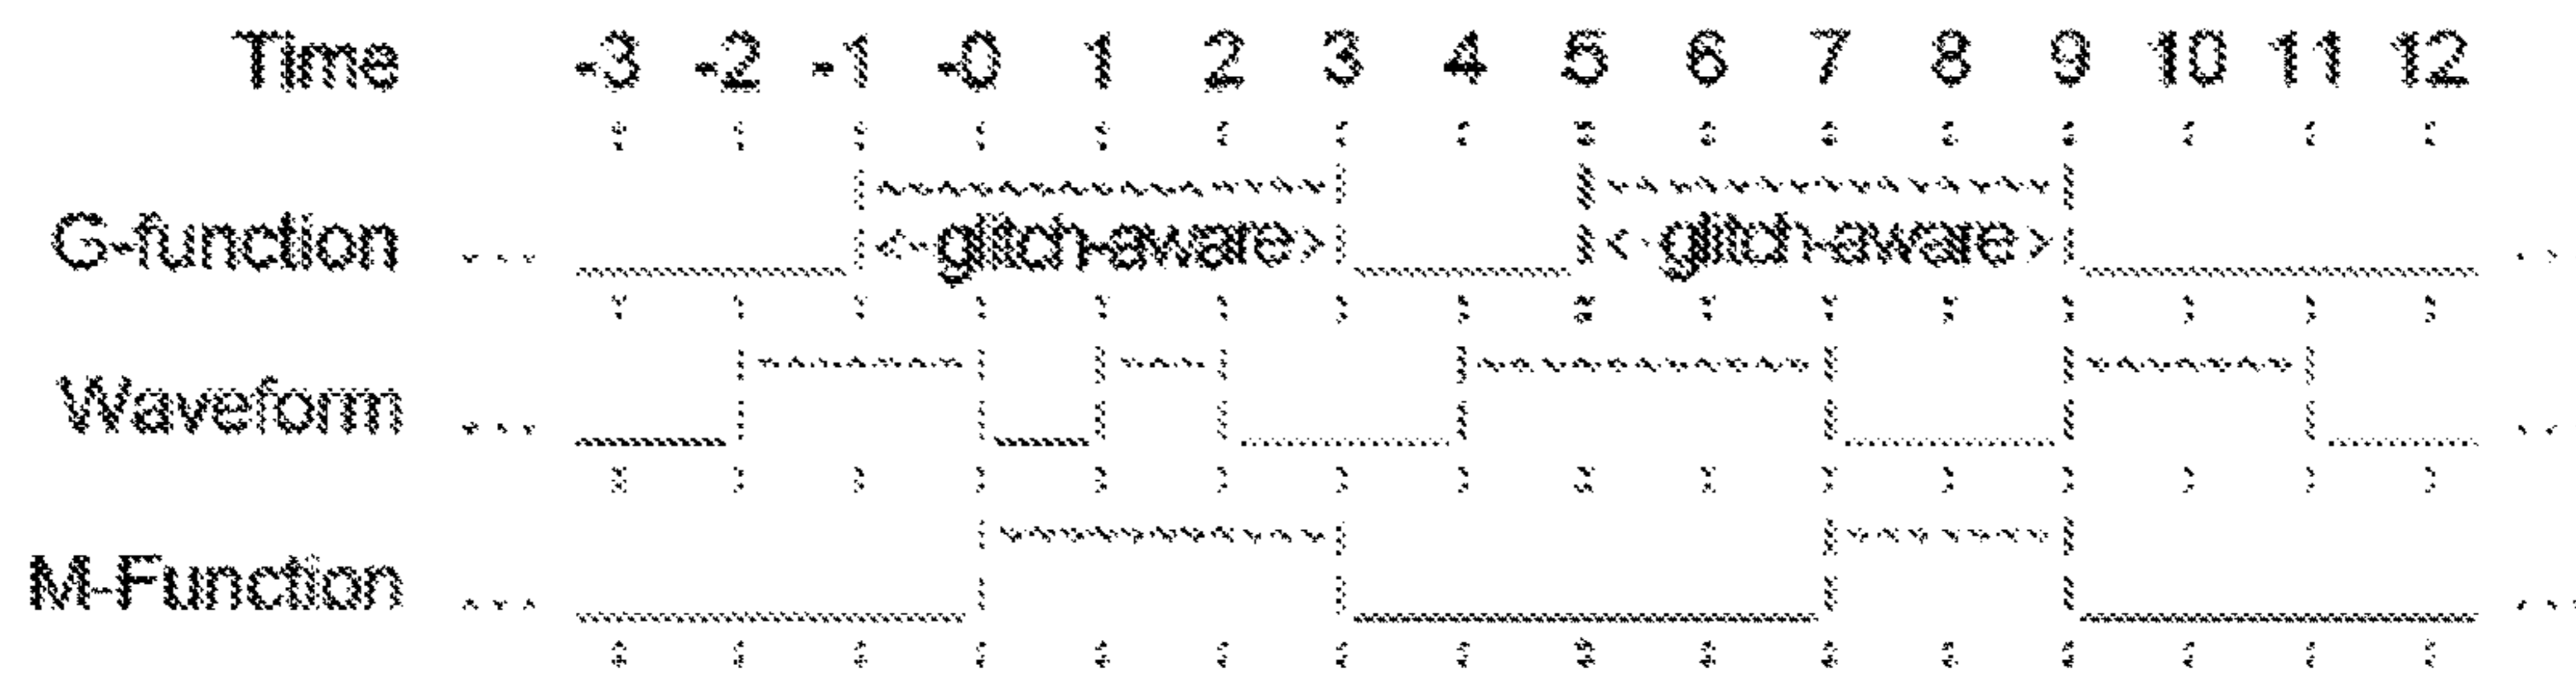 Time -3 -2 -1 -0 1 2 3 4 5 6 7 8 9 10 11 12
G-function ... <-glitch-aware> <-glitch-aware> ...
Waveform ... ...
M-Function ... ...